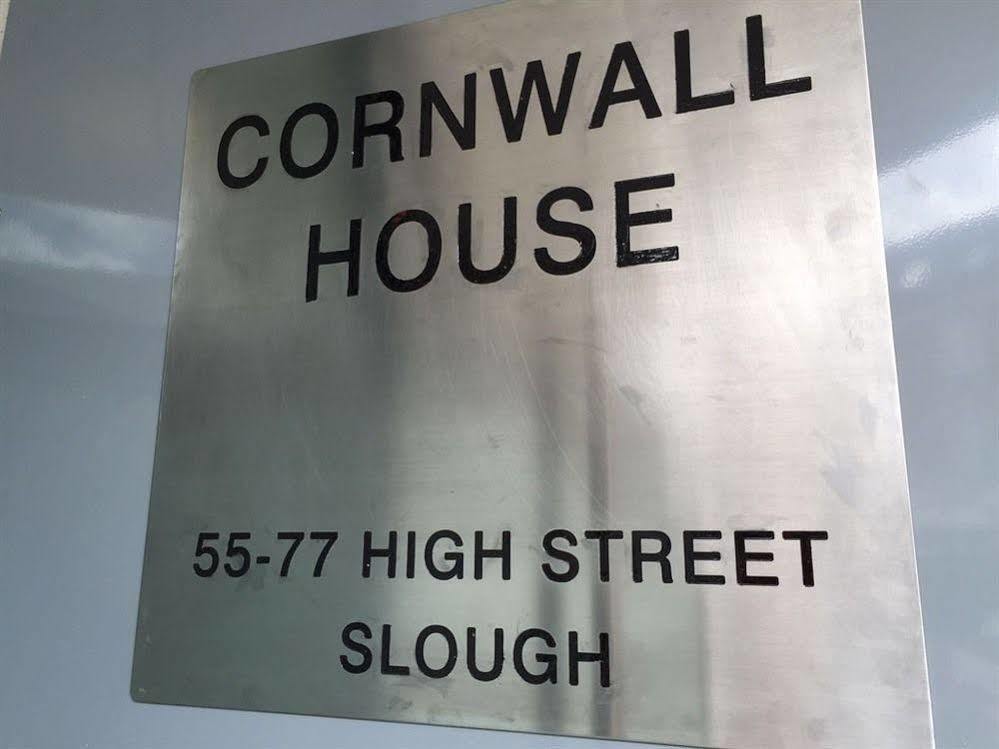 CORNWALL
HOUSE
55-77 HIGH STREET
SLOUGH